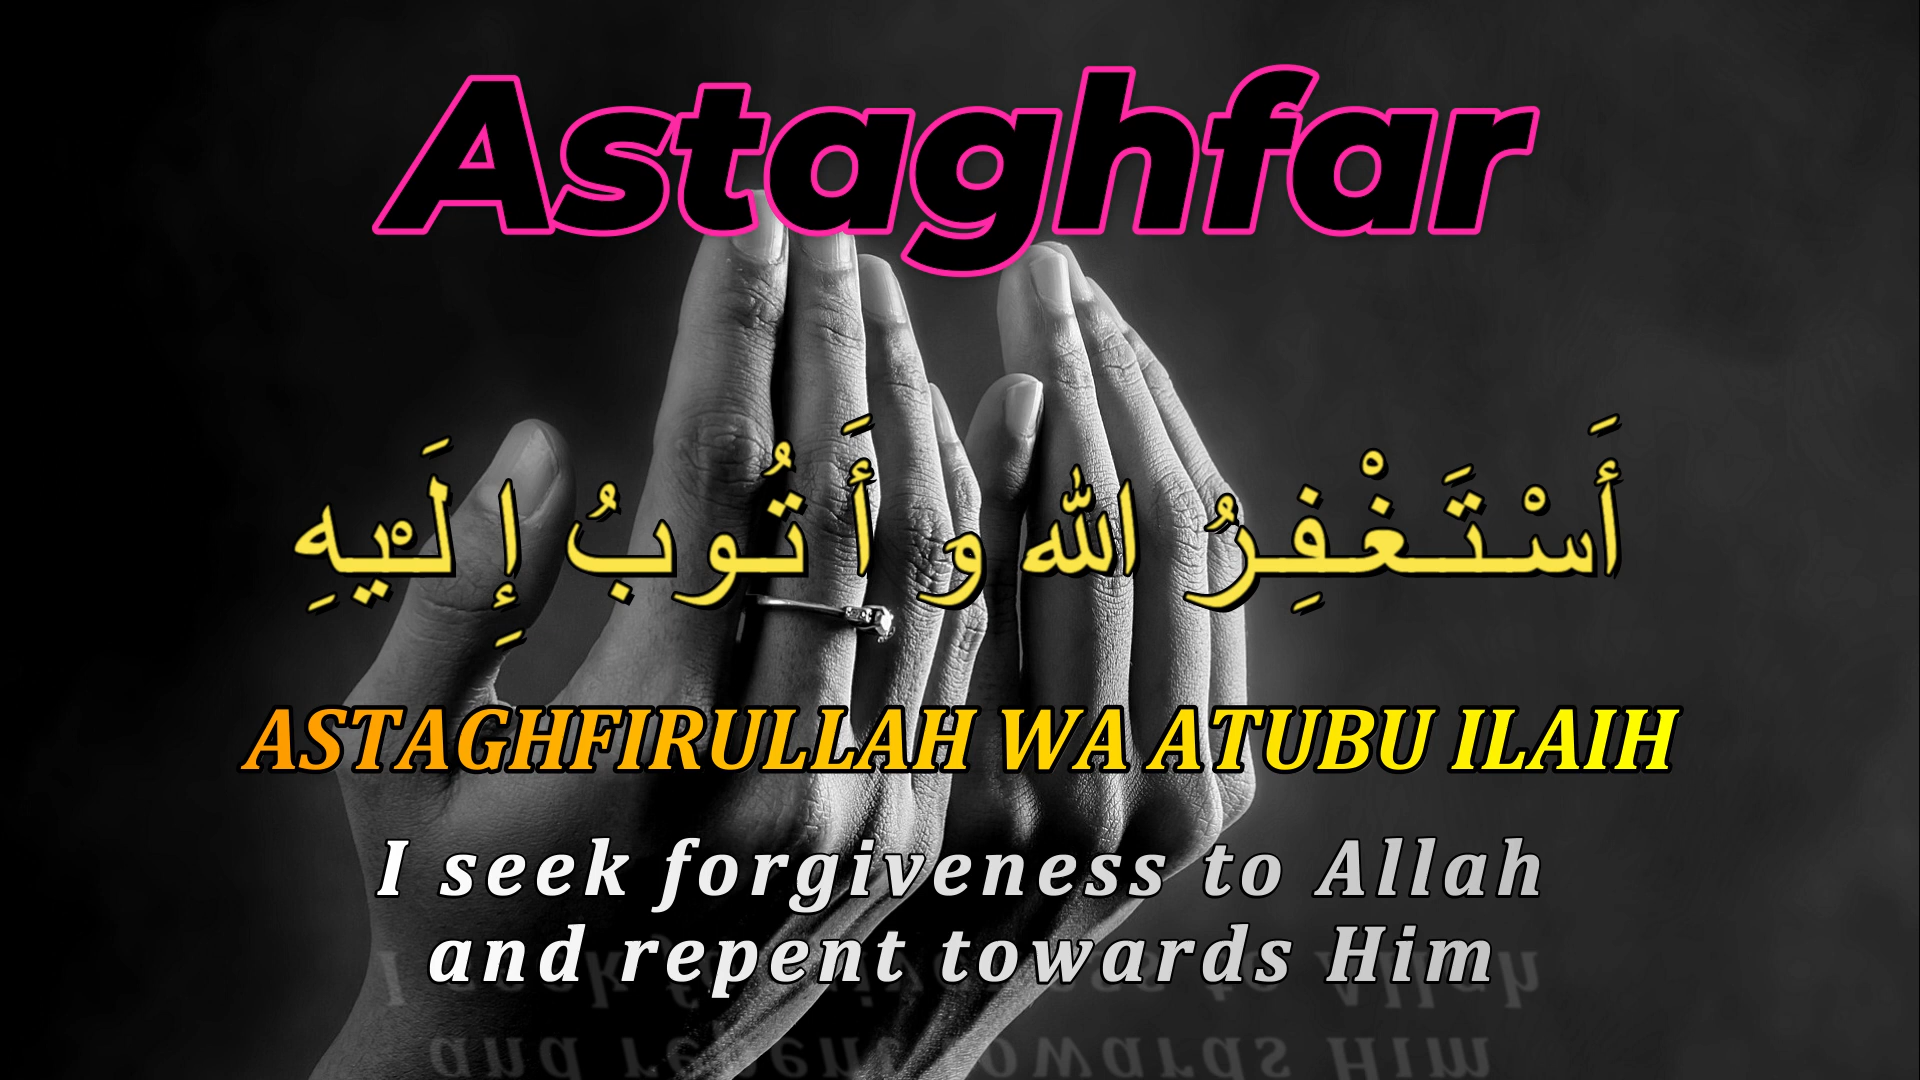 Astaghfar
أَسْتَغْفِرُ الله و أَتُوبُ إِلَيْهِ
ASTAGHFIRULLAH WA ATUBU ILAIH
I seek forgiveness to Allah
and repent towards Him